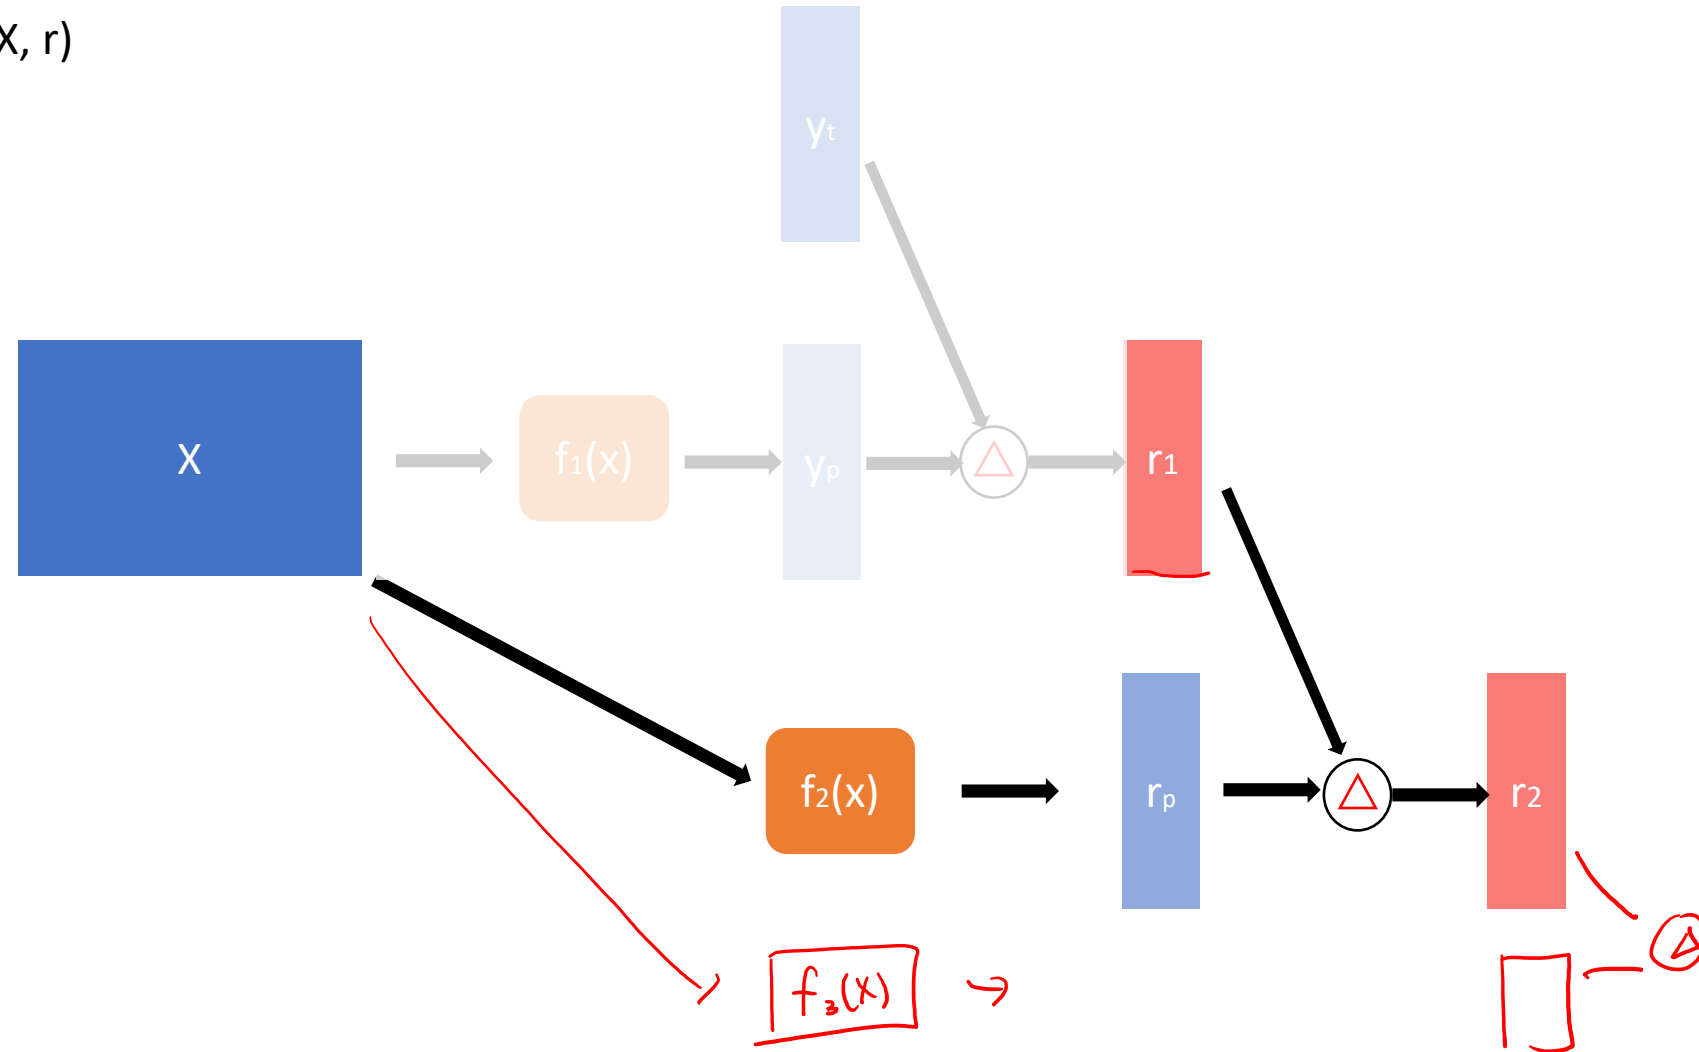 X, r)
yt
X
f1(x)
yp
r1
f2(x)
rp
r2
f3(x)